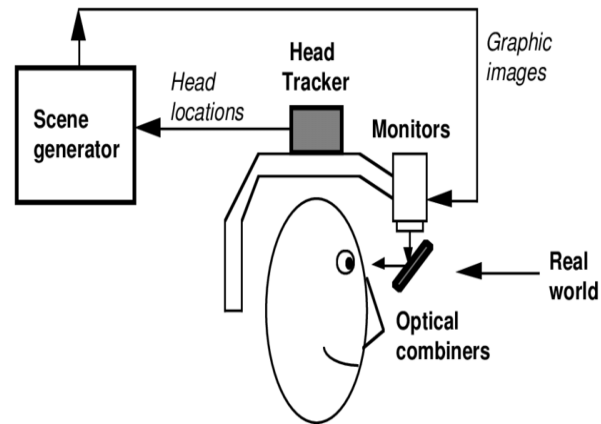 Head
Tracker
Graphic
images
Head
locations
Scene
generator
Monitors
Real
world
Optical
combiners